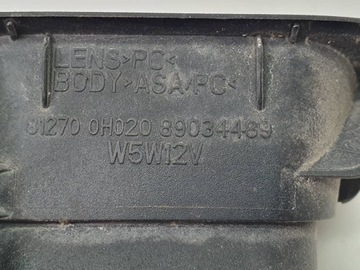 LENS>PC<
BODY>ASA/PC<
81270 0H020 89034489
W5W12V